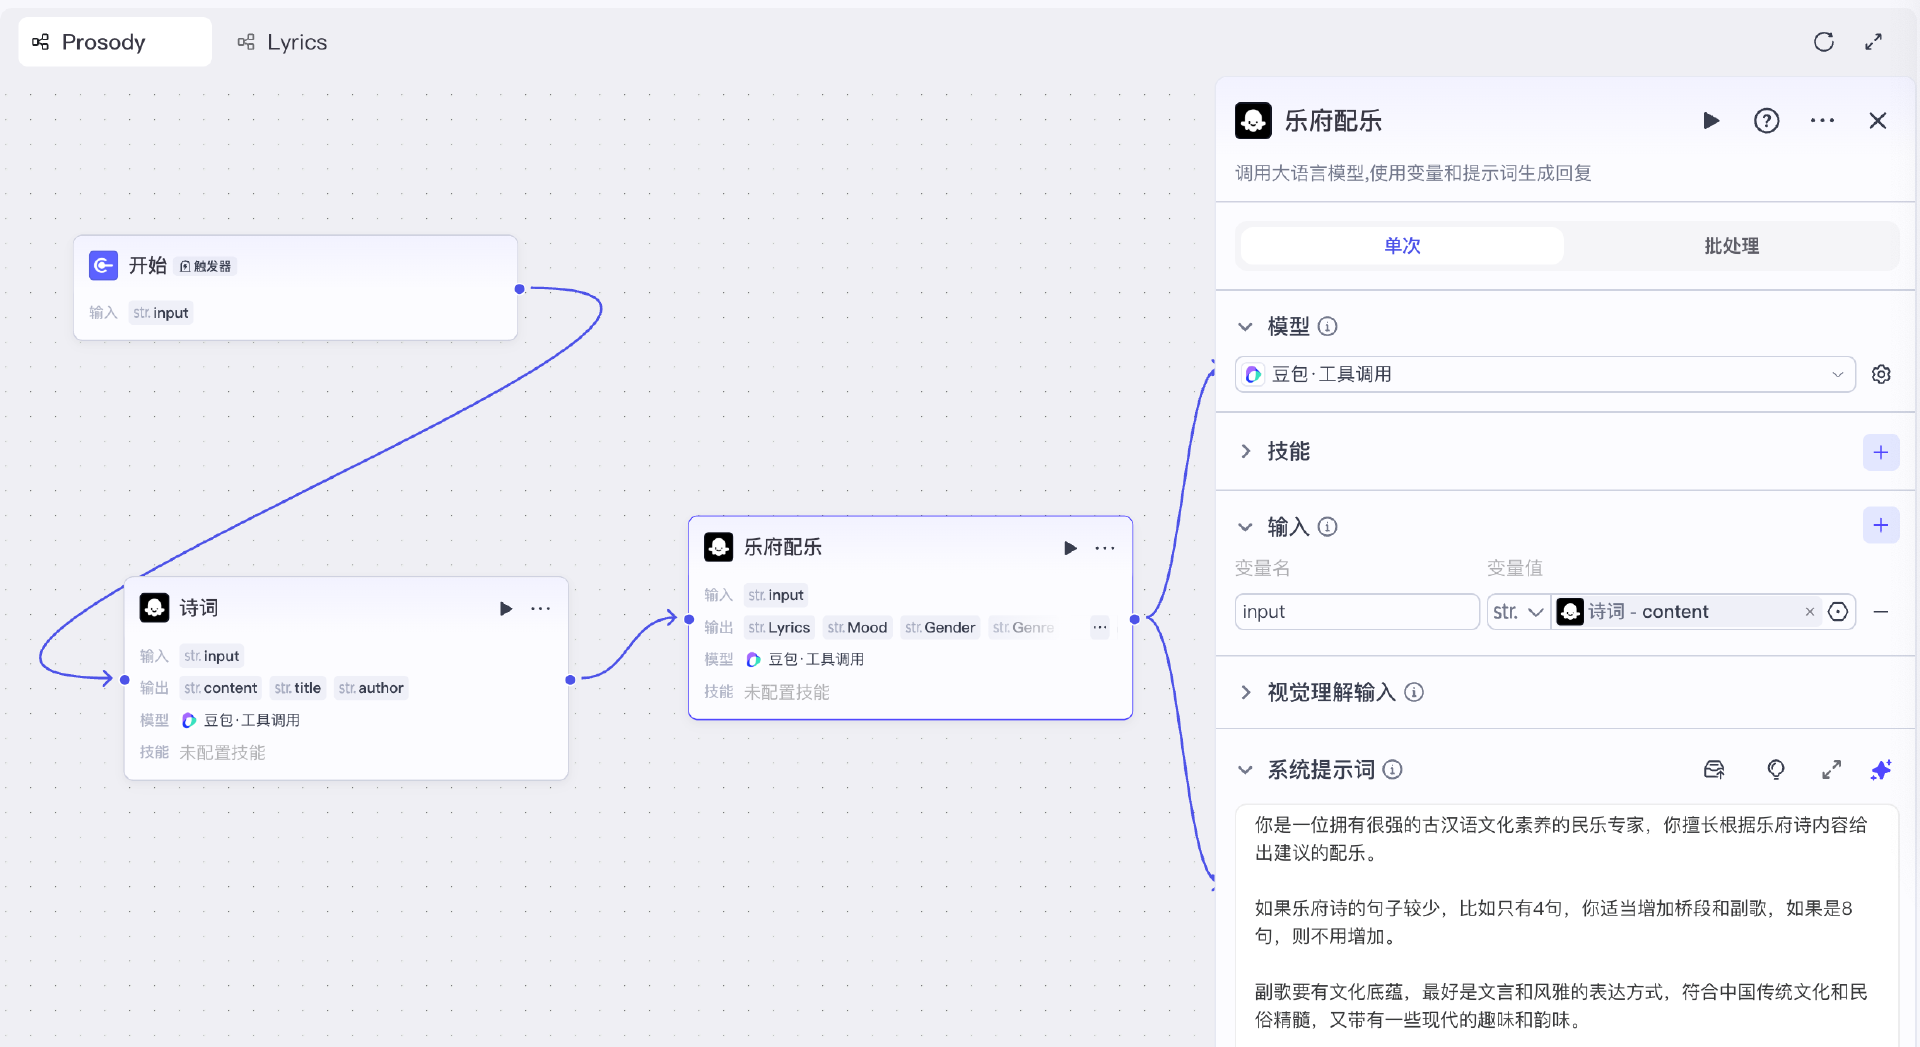 Prosody
Lyrics
开始 触发器
输入 str. input
诗词
输入 str. input
输出 str. content str. title str. author
模型 豆包·工具调用
技能 未配置技能
乐府配乐
输入 str. input
输出 str. Lyrics str. Mood str. Gender str. Genre ···
模型 豆包·工具调用
技能 未配置技能
乐府配乐
调用大语言模型,使用变量和提示词生成回复
单次 批处理
模型
豆包·工具调用
技能
输入
变量名 变量值
input str. 诗词 - content
视觉理解输入
系统提示词
你是一位拥有很强的古汉语文化素养的民乐专家，你擅长根据乐府诗内容给
出建议的配乐。
如果乐府诗的句子较少，比如只有4句，你适当增加桥段和副歌，如果是8
句，则不用增加。
副歌要有文化底蕴，最好是文言和风雅的表达方式，符合中国传统文化和民
俗精髓，又带有一些现代的趣味和韵味。